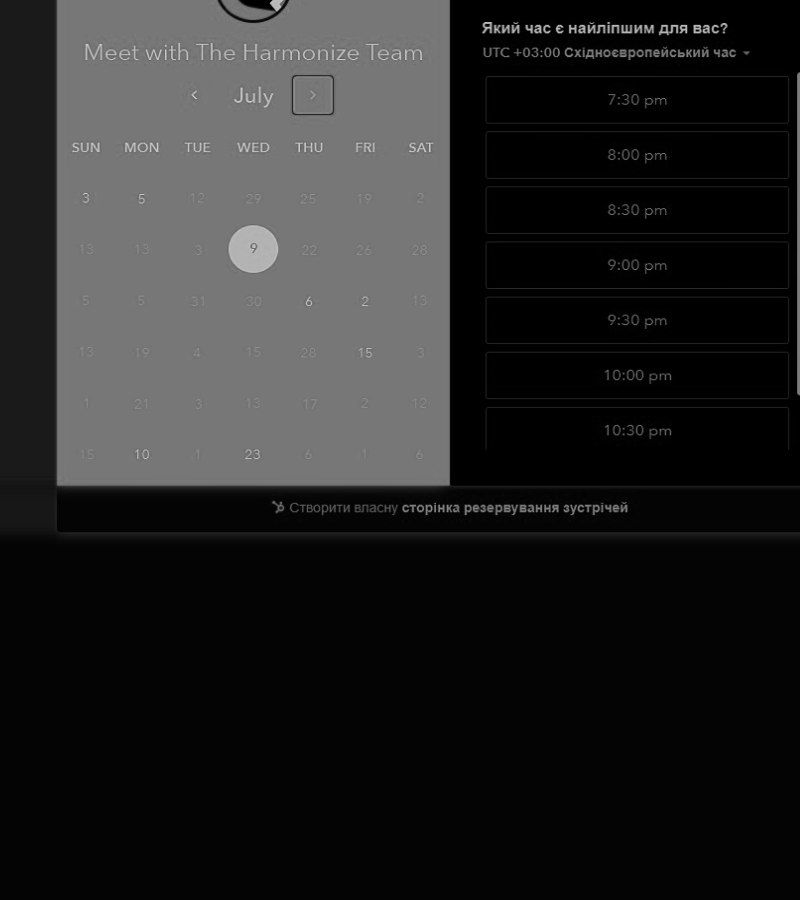 Meet with The Harmonize Team
July
SUN MON TUE WED THU FRI SAT
3 5 12 29 25 19 2
13 13 3 9 22 26 28
5 5 31 30 6 2 13
13 19 4 15 28 15 3
1 21 3 13 17 2 12
15 10 1 23 6 1 6
Який час є найліпшим для вас?
UTC +03:00 Східноєвропейський час
7:30 pm
8:00 pm
8:30 pm
9:00 pm
9:30 pm
10:00 pm
10:30 pm
Створити власну сторінка резервування зустрічей